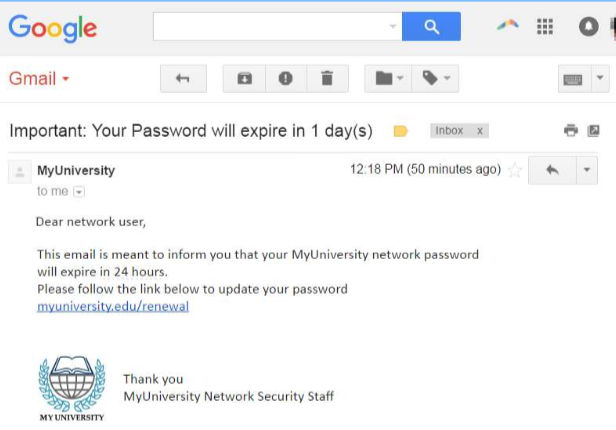 Google
Gmail
Important: Your Password will expire in 1 day(s) Inbox x
MyUniversity 12:18 PM (50 minutes ago)
to me
Dear network user,
This email is meant to inform you that your MyUniversity network password
will expire in 24 hours.
Please follow the link below to update your password
myuniversity.edu/renewal
Thank you
MyUniversity Network Security Staff
MY UNIVERSITY